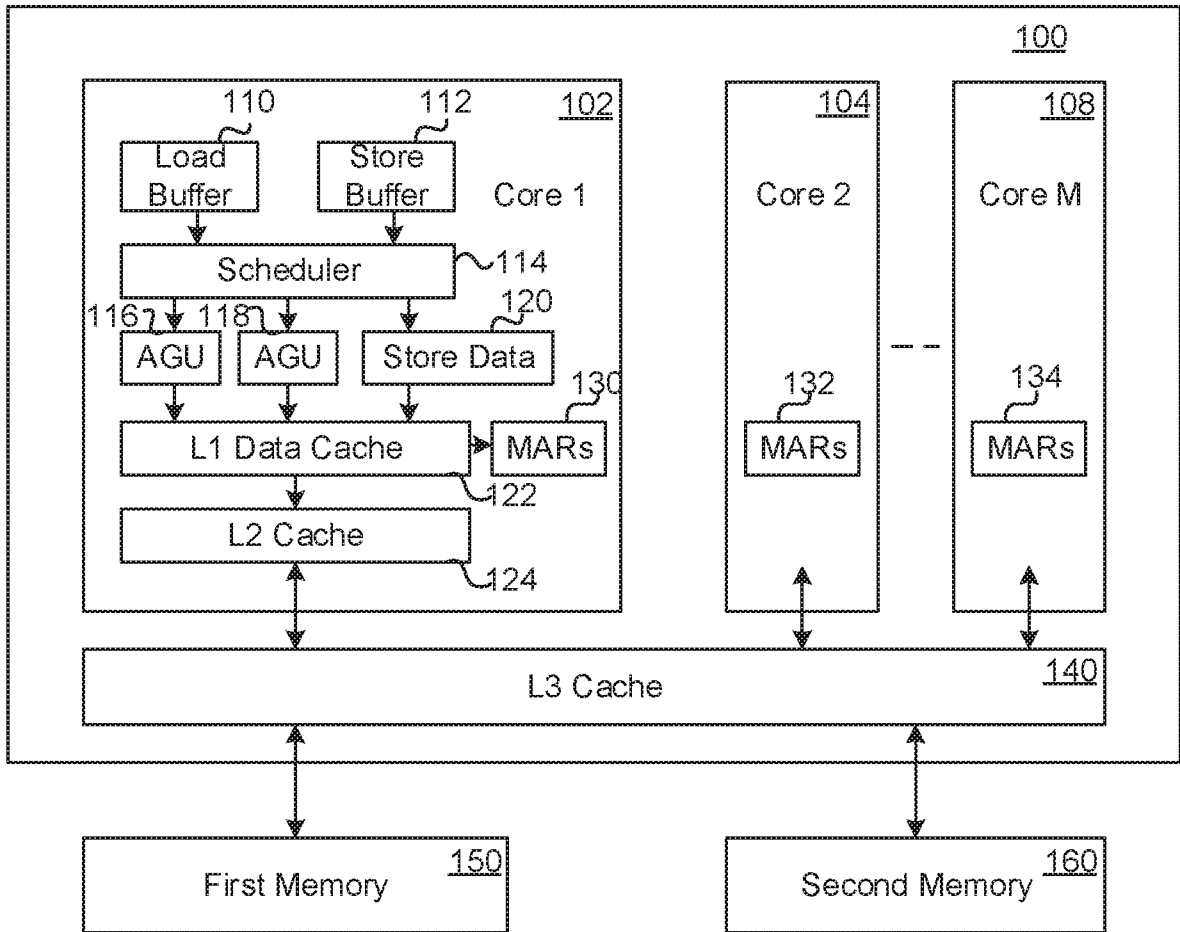 100
102
104
108
110
112
Load
Buffer
Store
Buffer
Core 1
Core 2
Core M
Scheduler
114
116
118
120
AGU
AGU
Store Data
130
132
134
L1 Data Cache
MARs
MARs
MARs
122
L2 Cache
124
140
L3 Cache
150
First Memory
160
Second Memory